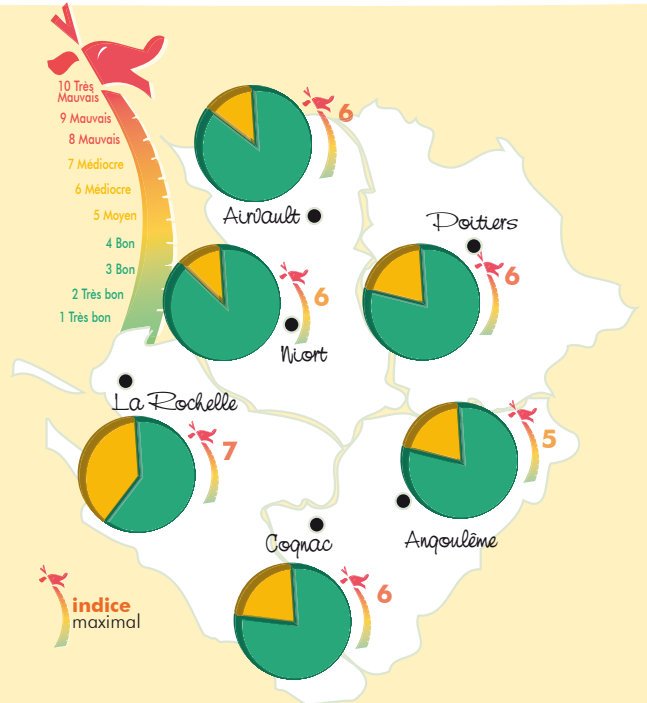 10 Très
Mauvais
9 Mauvais
8 Mauvais
7 Médiocre
6 Médiocre
5 Moyen
4 Bon
3 Bon
2 Très bon
1 Très bon
6
Airvault
Poitiers
6
6
Niort
La Rochelle
7
5
Angoulême
Cognac
6
indice
maximal